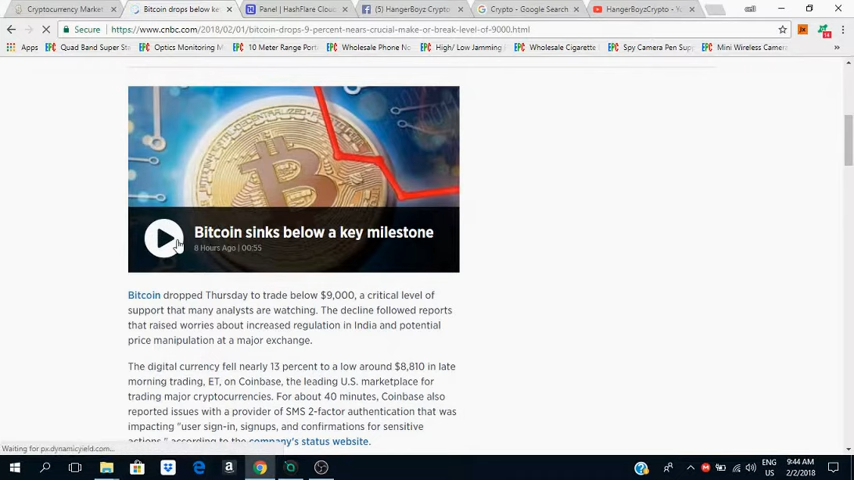 Cryptocurrency Market
Bitcoin drops below ke
Panel | HashFlare Cloud
(5) HangerBoyz Crypto
Crypto - Google Search
HangerBoyzCrypto - Yo
Secure https://www.cnbc.com/2018/02/01/bitcoin-drops-9-percent-nears-crucial-make-or-break-level-of-9000.html
Apps Quad Band Super Str Optics Monitoring M 10 Meter Range Port Wholesale Phone No High/ Low Jamming Wholesale Cigarette Spy Camera Pen Sup Mini Wireless Camer
Bitcoin sinks below a key milestone
8 Hours Ago | 00:55
Bitcoin dropped Thursday to trade below $9,000, a critical level of
support that many analysts are watching. The decline followed reports
that raised worries about increased regulation in India and potential
price manipulation at a major exchange.
The digital currency fell nearly 13 percent to a low around $8,810 in late
morning trading, ET, on Coinbase, the leading U.S. marketplace for
trading major cryptocurrencies. For about 40 minutes, Coinbase also
reported issues with a provider of SMS 2-factor authentication that was
impacting "user sign-in, signups, and confirmations for sensitive
actions," according to the company's status website.
Waiting for px.dynamicyield.com...
ENG
US
9:44 AM
2/2/2018